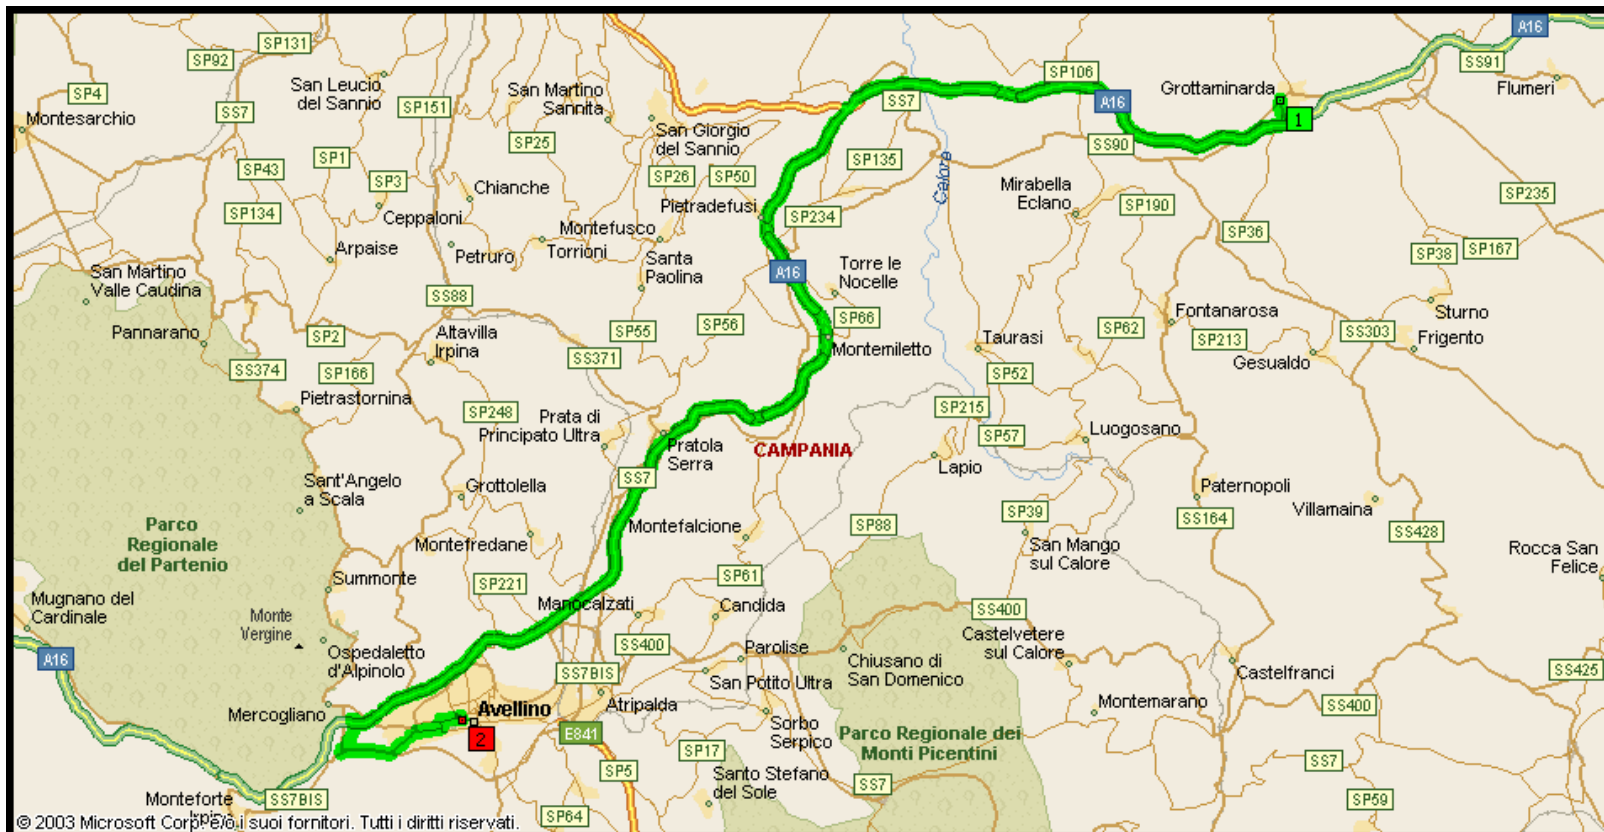 A16
SP131
SP92
SS91
San Leucio
del Sannio
SP106
SP4
SP151
San Martino
Sannita
SS7
A16
Grottaminarda
Flumeri
SS7
Montesarchio
San Giorgio
del Sannio
1
SP25
SS90
SP1
SP135
SP43
SP3
SP26
SP50
Calore
Mirabella
Eclano
Chianche
SP235
SP134
Ceppaloni
Pietradefusi
SP234
SP190
Montefusco
SP36
Arpaise
Petruro
Torrioni
SP38
SP167
San Martino
Valle Caudina
Santa
Paolina
A16
Torre le
Nocelle
SS88
Fontanarosa
Sturno
Pannarano
SP2
Altavilla
Irpina
SP55
SP56
SP66
SP62
SS303
Taurasi
SP213
Frigento
SS371
Montemiletto
Gesualdo
SS374
SP166
SP52
Pietrastornina
SP248
Prata di
Principato Ultra
SP215
Pratola
Serra
CAMPANIA
SP57
Luogosano
Lapio
SS7
Sant'Angelo
a Scala
Grottolella
Paternopoli
Villamaina
Parco
Regionale
del Partenio
Montefalcione
SP88
SP39
SS164
SS428
Montefredane
San Mango
sul Calore
Rocca San
Felice
Summonte
SP221
SP61
Mugnano del
Cardinale
Monte
Vergine
Manocalzati
Candida
SS400
Ospedaletto
d'Alpinolo
SS400
Parolise
Castelvetere
sul Calore
A16
SS7BIS
Chiusano di
San Domenico
Castelfranci
SS425
San Potito Ultra
Mercogliano
Avellino
Atripalda
Montemarano
SS400
2
E841
Sorbo
Serpico
Parco Regionale dei
Monti Picentini
SP17
SS7
SP5
Santo Stefano
del Sole
SS7
Monteforte
Irpino
SS7BIS
SP64
SP59
© 2003 Microsoft Corp. e/o i suoi fornitori. Tutti i diritti riservati.